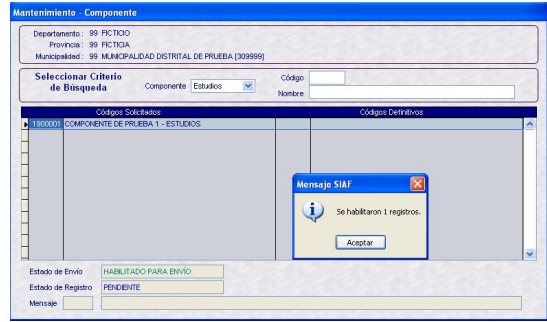 Mantenimiento - Componente
Departamento : 99 FICTICIO
Provincia : 99 FICTICIA
Municipalidad : 99 MUNICIPALIDAD DISTRITAL DE PRUEBA [309999]
Seleccionar Criterio
de Búsqueda
Componente Estudios
Código
Nombre
Códigos Solicitados Códigos Definitivos
1900001 COMPONENTE DE PRUEBA 1 - ESTUDIOS
Mensaje SIAF
Se habilitaron 1 registros.
Aceptar
Estado de Envío HABILITADO PARA ENVÍO
Estado de Registro PENDIENTE
Mensaje